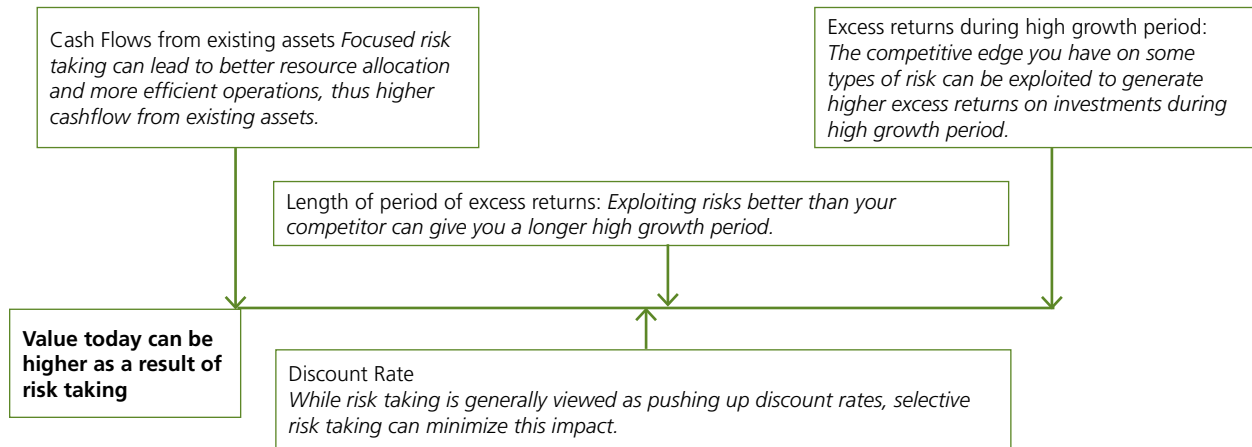 Cash Flows from existing assets Focused risk
taking can lead to better resource allocation
and more efficient operations, thus higher
cashflow from existing assets.
Excess returns during high growth period:
The competitive edge you have on some
types of risk can be exploited to generate
higher excess returns on investments during
high growth period.
Length of period of excess returns: Exploiting risks better than your
competitor can give you a longer high growth period.
Value today can be
higher as a result of
risk taking
Discount Rate
While risk taking is generally viewed as pushing up discount rates, selective
risk taking can minimize this impact.